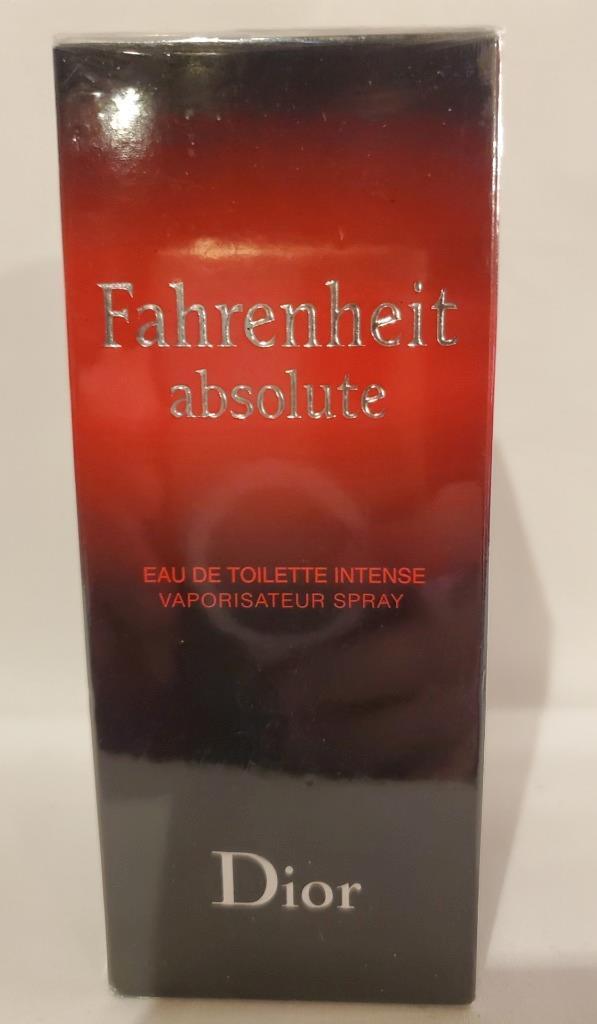 Fahrenheit
absolute
EAU DE TOILETTE INTENSE
VAPORISATEUR SPRAY
Dior